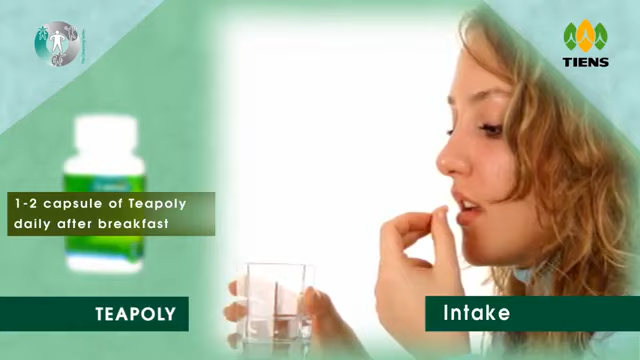 TIENS
1-2 capsule of Teapoly
daily after breakfast
TEAPOLY
Intake